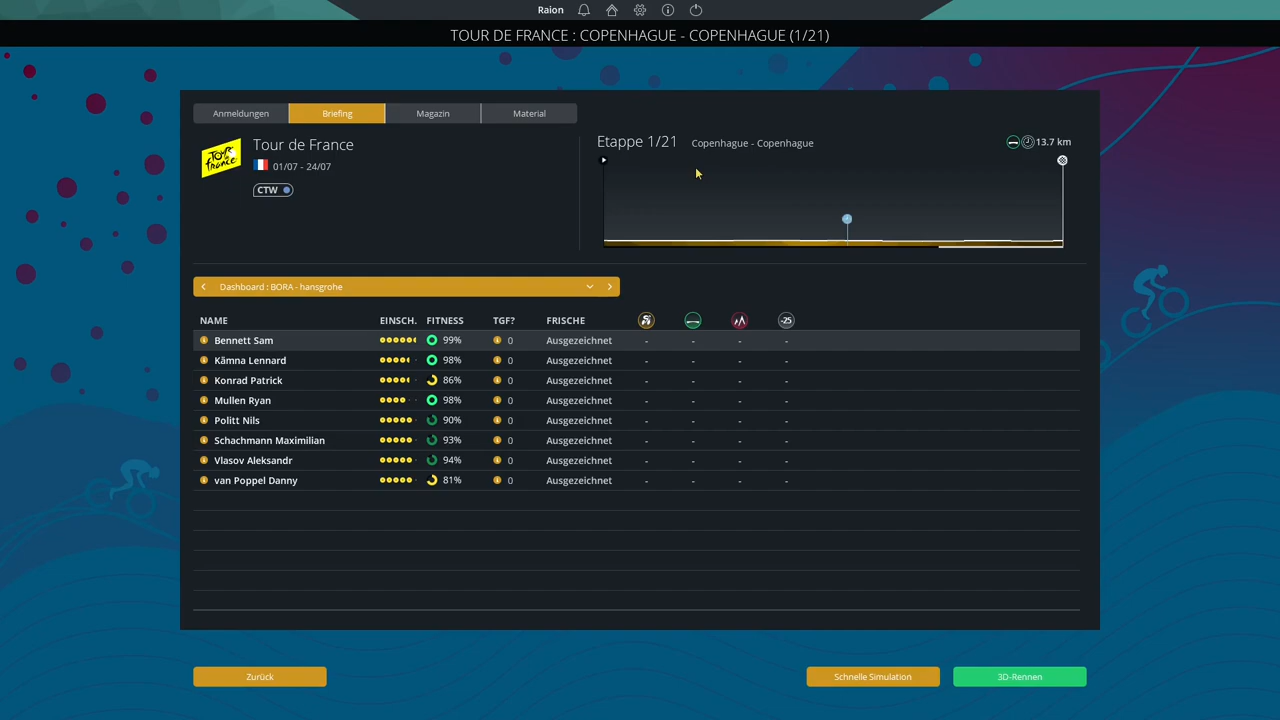 Raion
TOUR DE FRANCE : COPENHAGUE - COPENHAGUE (1/21)
Anmeldungen Briefing Magazin Material
TOUR de france
Tour de France
01/07 - 24/07
CTW
Etappe 1/21 Copenhague - Copenhague 13.7 km
Dashboard : BORA - hansgrohe
NAME EINSCH. FITNESS TGF? FRISCHE -25
Bennett Sam 99% 0 Ausgezeichnet - - - -
Kämna Lennard 98% 0 Ausgezeichnet - - - -
Konrad Patrick 86% 0 Ausgezeichnet - - - -
Mullen Ryan 98% 0 Ausgezeichnet - - - -
Politt Nils 90% 0 Ausgezeichnet - - - -
Schachmann Maximilian 93% 0 Ausgezeichnet - - - -
Vlasov Aleksandr 94% 0 Ausgezeichnet - - - -
van Poppel Danny 81% 0 Ausgezeichnet - - - -
Zurück Schnelle Simulation 3D-Rennen